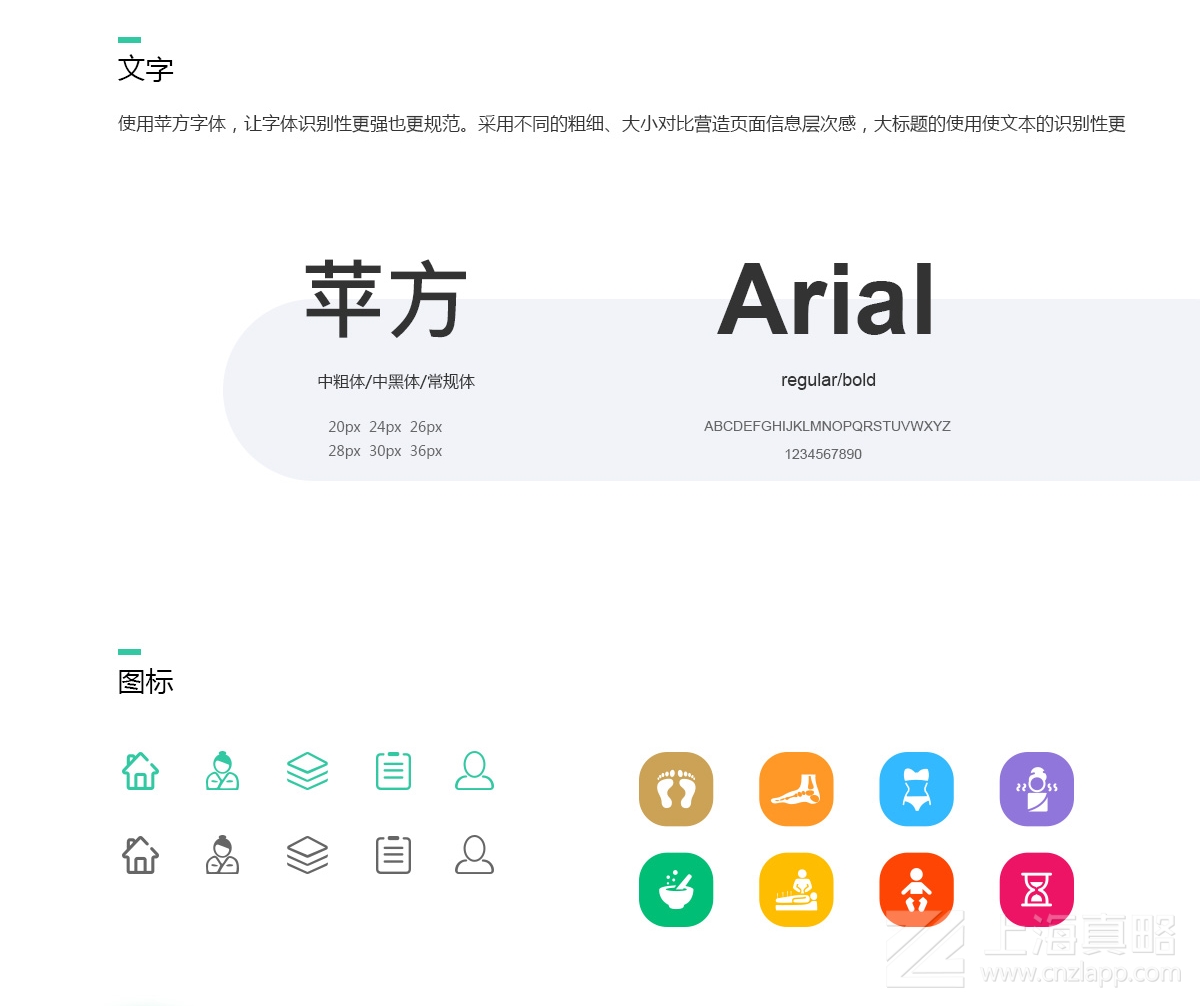 文字
使用苹方字体，让字体识别性更强也更规范。采用不同的粗细、大小对比营造页面信息层次感，大标题的使用使文本的识别性更
苹方
Arial
中粗体/中黑体/常规体
regular/bold
20px 24px 26px
28px 30px 36px
ABCDEFGHIJKLMNOPQRSTUVWXYZ
1234567890
图标
上海真略
www.cnzlapp.com